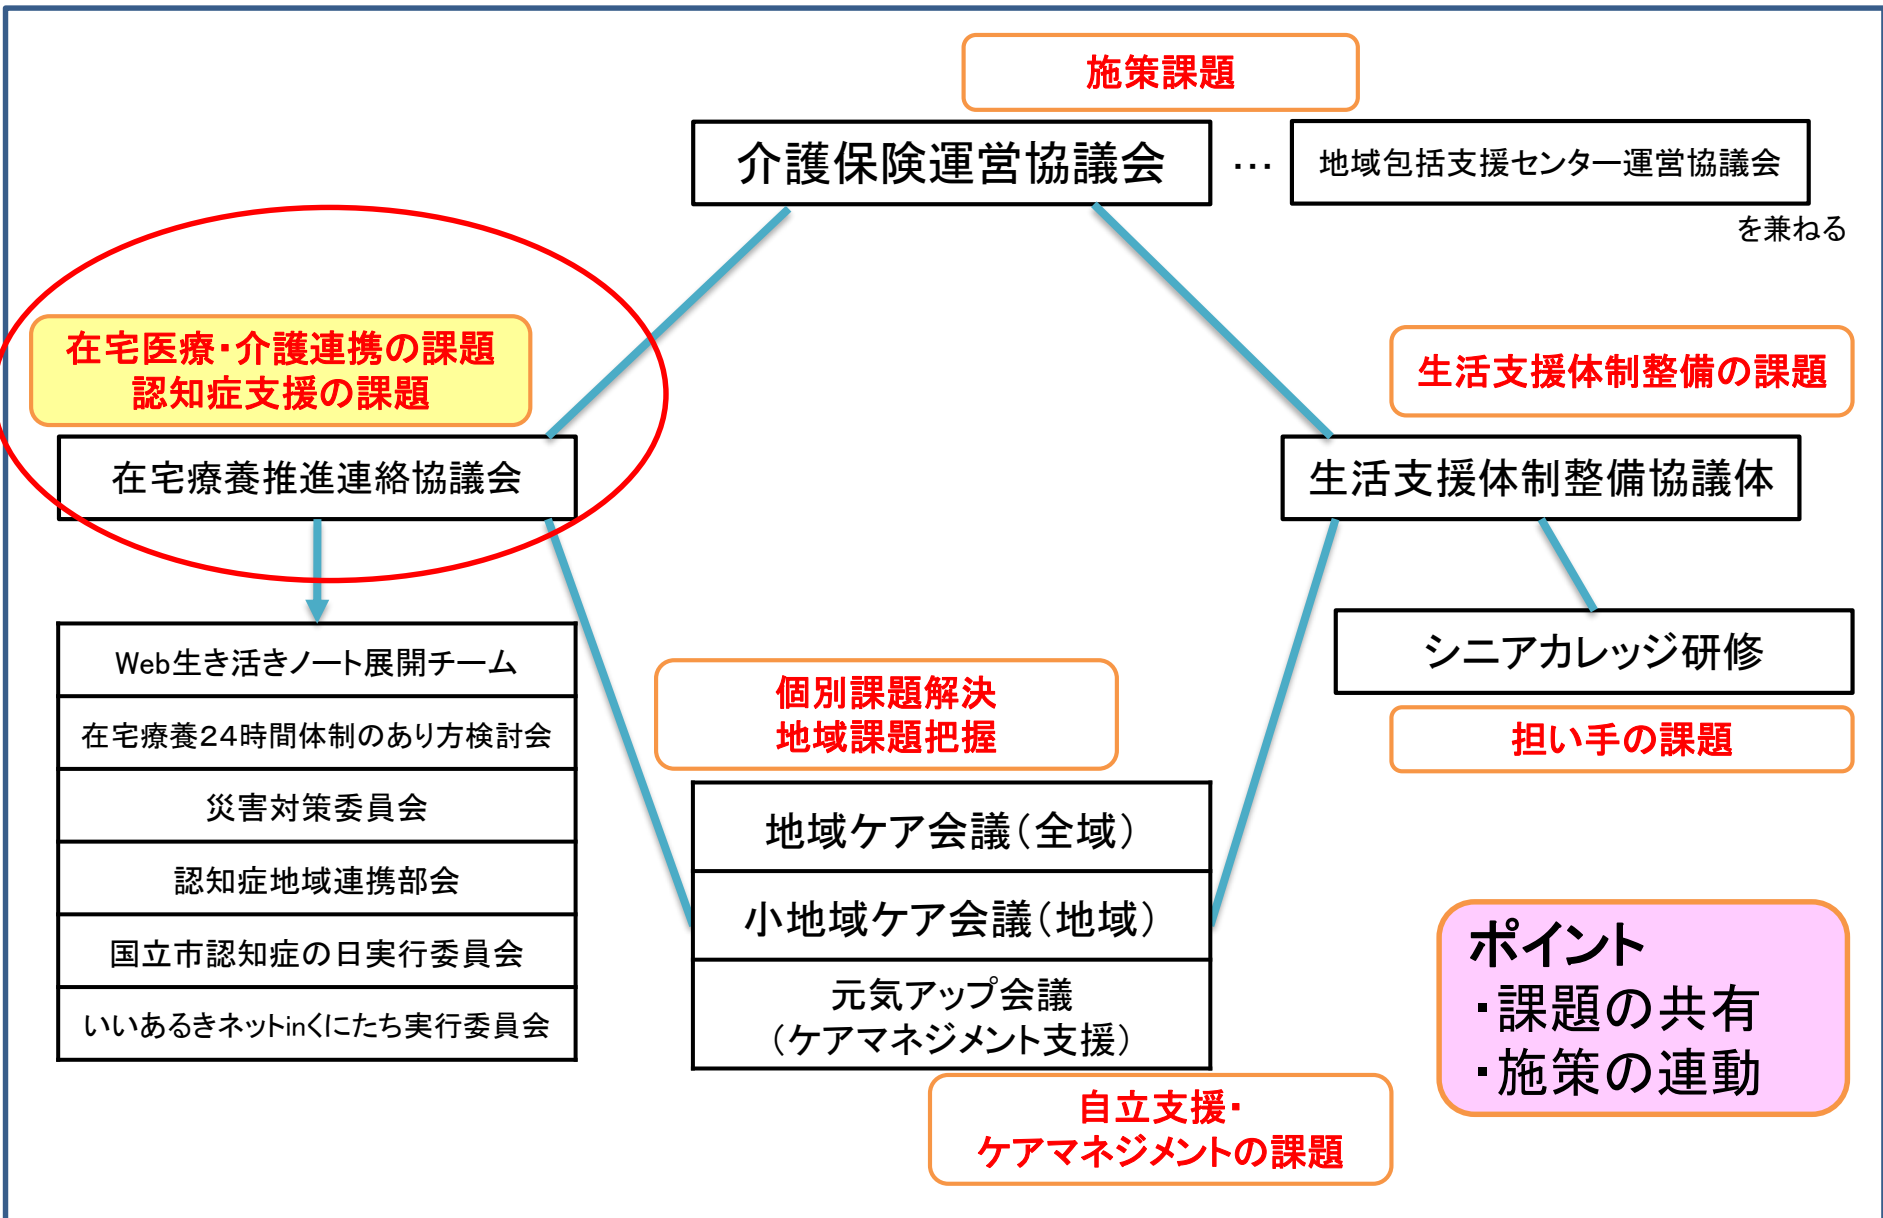 施策課題
介護保険運営協議会
…
地域包括支援センター運営協議会
を兼ねる
在宅医療・介護連携の課題
認知症支援の課題
在宅療養推進連絡協議会
生活支援体制整備の課題
生活支援体制整備協議体
Web生き活きノート展開チーム
在宅療養24時間体制のあり方検討会
災害対策委員会
認知症地域連携部会
国立市認知症の日実行委員会
いいあるきネットinくにたち実行委員会
個別課題解決
地域課題把握
地域ケア会議（全域）
小地域ケア会議（地域）
元気アップ会議
（ケアマネジメント支援）
自立支援・
ケアマネジメントの課題
シニアカレッジ研修
担い手の課題
ポイント
・課題の共有
・施策の連動